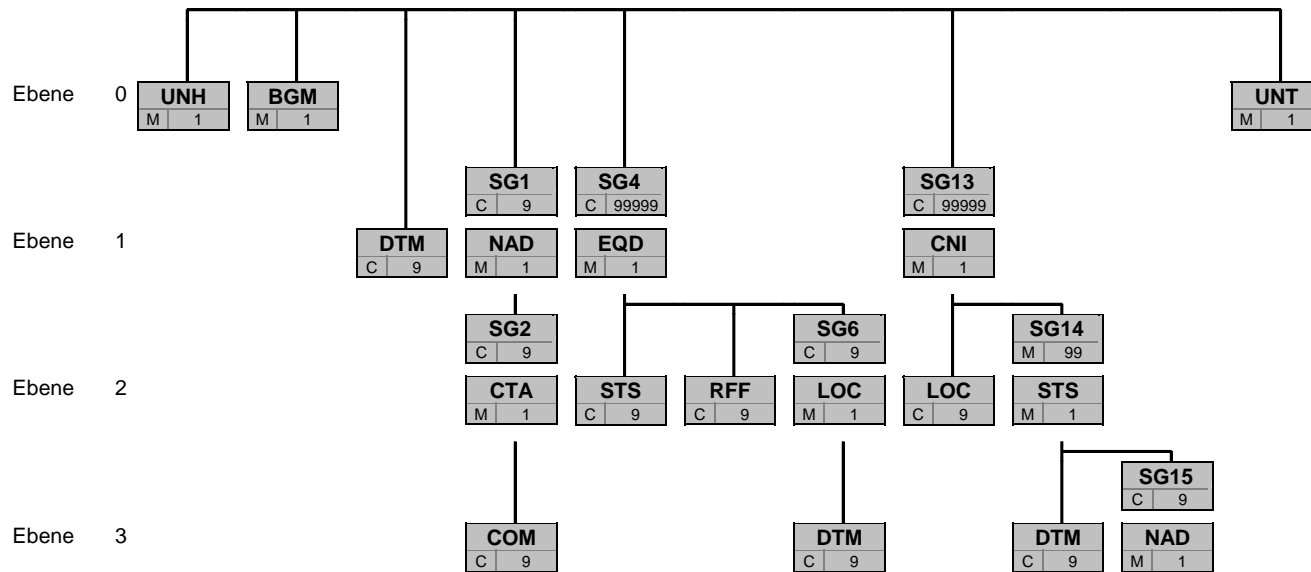 Ebene 0 UNH BGM UNT
M 1 M 1 M 1
SG1 SG4 SG13
C 9 C 99999 C 99999
Ebene 1 DTM NAD EQD CNI
C 9 M 1 M 1 M 1
SG2 SG6 SG14
C 9 C 9 M 99
Ebene 2 CTA STS RFF LOC LOC STS
M 1 C 9 C 9 M 1 C 9 M 1
SG15
C 9
Ebene 3 COM DTM DTM NAD
C 9 C 9 C 9 M 1